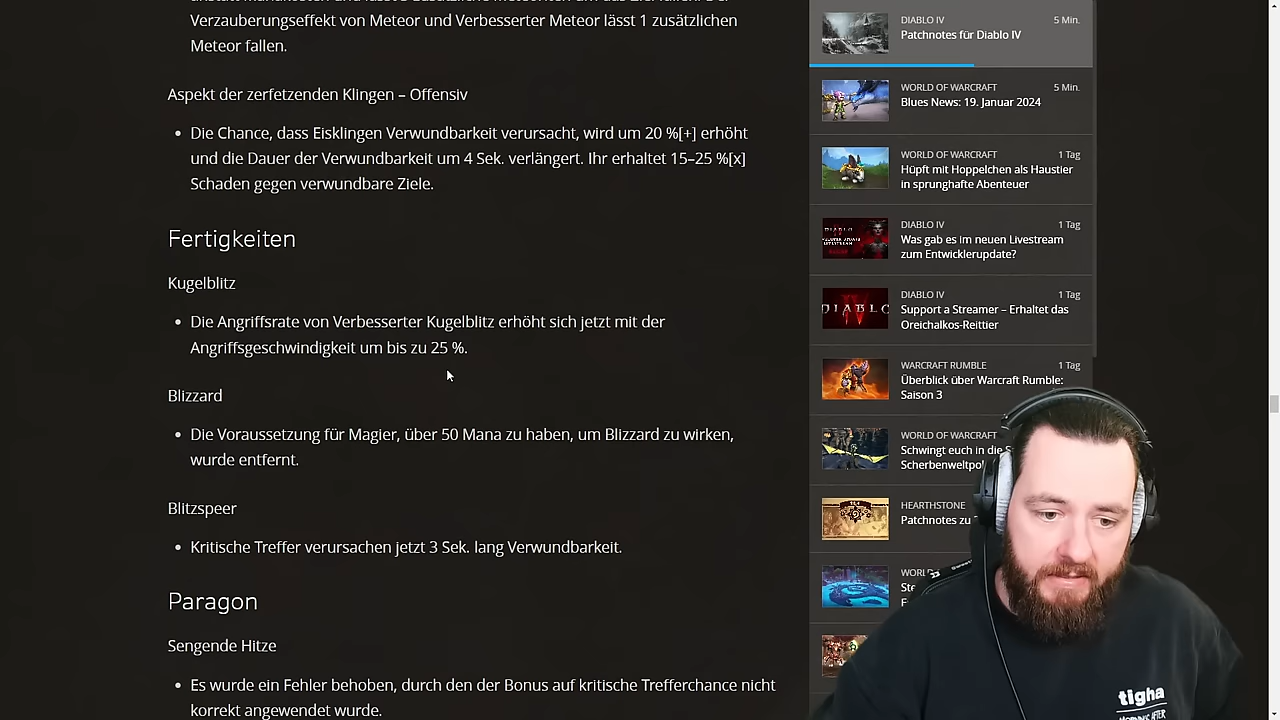 Verzauberungseffekt von Meteor und Verbesserter Meteor lässt 1 zusätzlichen
Meteor fallen.
Aspekt der zerfetzenden Klingen – Offensiv
• Die Chance, dass Eisklingen Verwundbarkeit verursacht, wird um 20 %[+] erhöht
und die Dauer der Verwundbarkeit um 4 Sek. verlängert. Ihr erhaltet 15–25 %[x]
Schaden gegen verwundbare Ziele.
Fertigkeiten
Kugelblitz
• Die Angriffsrate von Verbesserter Kugelblitz erhöht sich jetzt mit der
Angriffsgeschwindigkeit um bis zu 25 %.
Blizzard
• Die Voraussetzung für Magier, über 50 Mana zu haben, um Blizzard zu wirken,
wurde entfernt.
Blitzspeer
• Kritische Treffer verursachen jetzt 3 Sek. lang Verwundbarkeit.
Paragon
Sengende Hitze
• Es wurde ein Fehler behoben, durch den der Bonus auf kritische Trefferchance nicht
korrekt angewendet wurde.
DIABLO IV 5 Min.
Patchnotes für Diablo IV
WORLD OF WARCRAFT 5 Min.
Blues News: 19. Januar 2024
WORLD OF WARCRAFT 1 Tag
Hüpft mit Hoppelchen als Haustier
in sprunghafte Abenteuer
DIABLO IV 1 Tag
Was gab es im neuen Livestream
zum Entwicklerupdate?
DIABLO IV 1 Tag
Support a Streamer – Erhaltet das
Oreichalkos-Reittier
WARCRAFT RUMBLE 1 Tag
Überblick über Warcraft Rumble:
Saison 3
WORLD OF WARCRAFT
Schwingt euch in die
Scherbenweltpo
HEARTHSTONE
Patchnotes zu
WORL
Ste
tigha